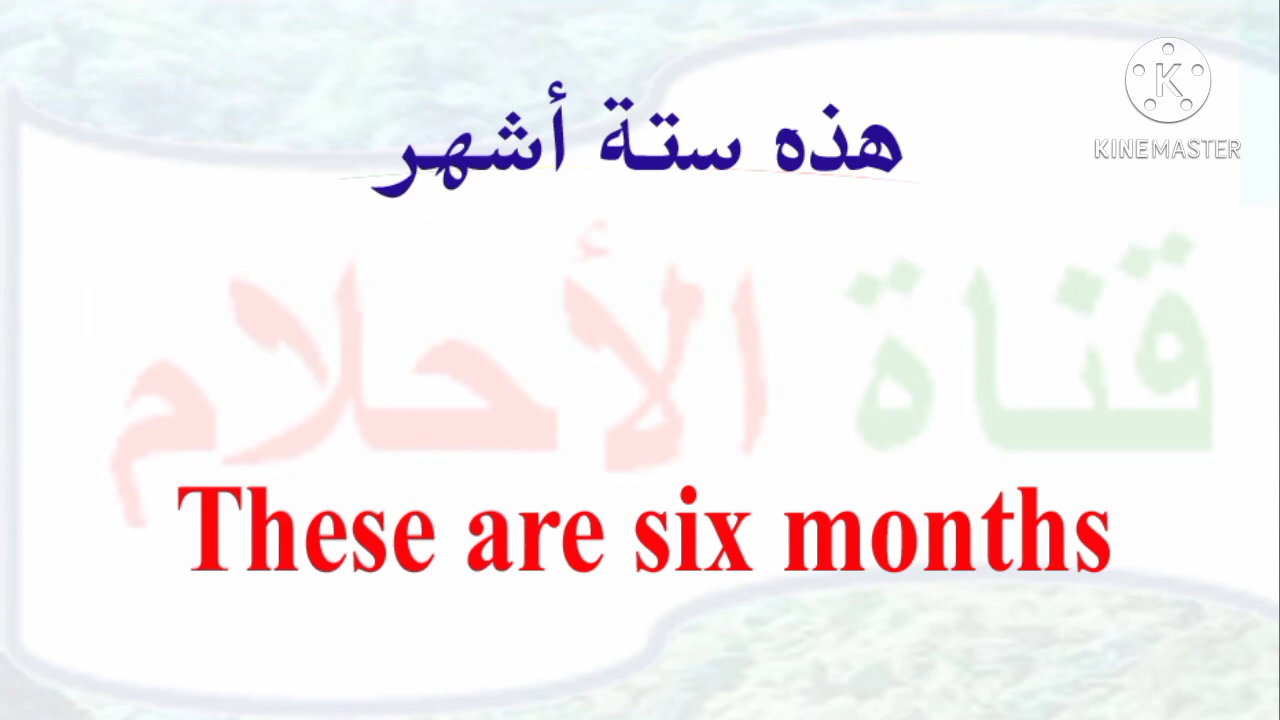 هذه ستة أشهر
KINEMASTER
قناة الأحلام
These are six months